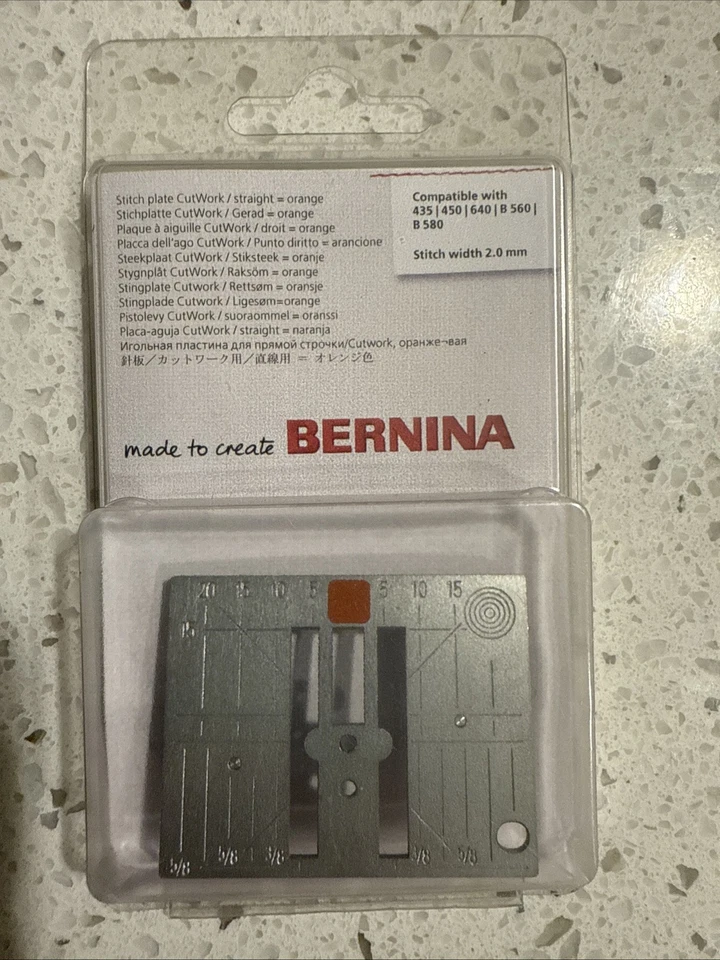 Stitch plate CutWork / straight = orange
Stichplatte CutWork / Gerad = orange
Plaque à aiguille CutWork / droit = orange
Placca dell'ago CutWork / Punto diritto = arancione
Steekplaat CutWork / Stiksteek = oranje
Stygnplåt CutWork / Raksöm = orange
Stingplate Cutwork / Rettsøm = oransje
Stingplade Cutwork / Ligesøm=orange
Pistolevy CutWork / suoraommel = oranssi
Placa-aguja CutWork / straight = naranja
Игольная пластина для прямой строчки/Cutwork, оранже¬вая
針板／カットワーク用／直線用 ＝ オレンジ色
Compatible with
435 | 450 | 640 | B 560 |
B 580
Stitch width 2.0 mm
made to create BERNINA
20 15 10 5 5 10 15
15
5/8 5/8 3/8 3/8 5/8